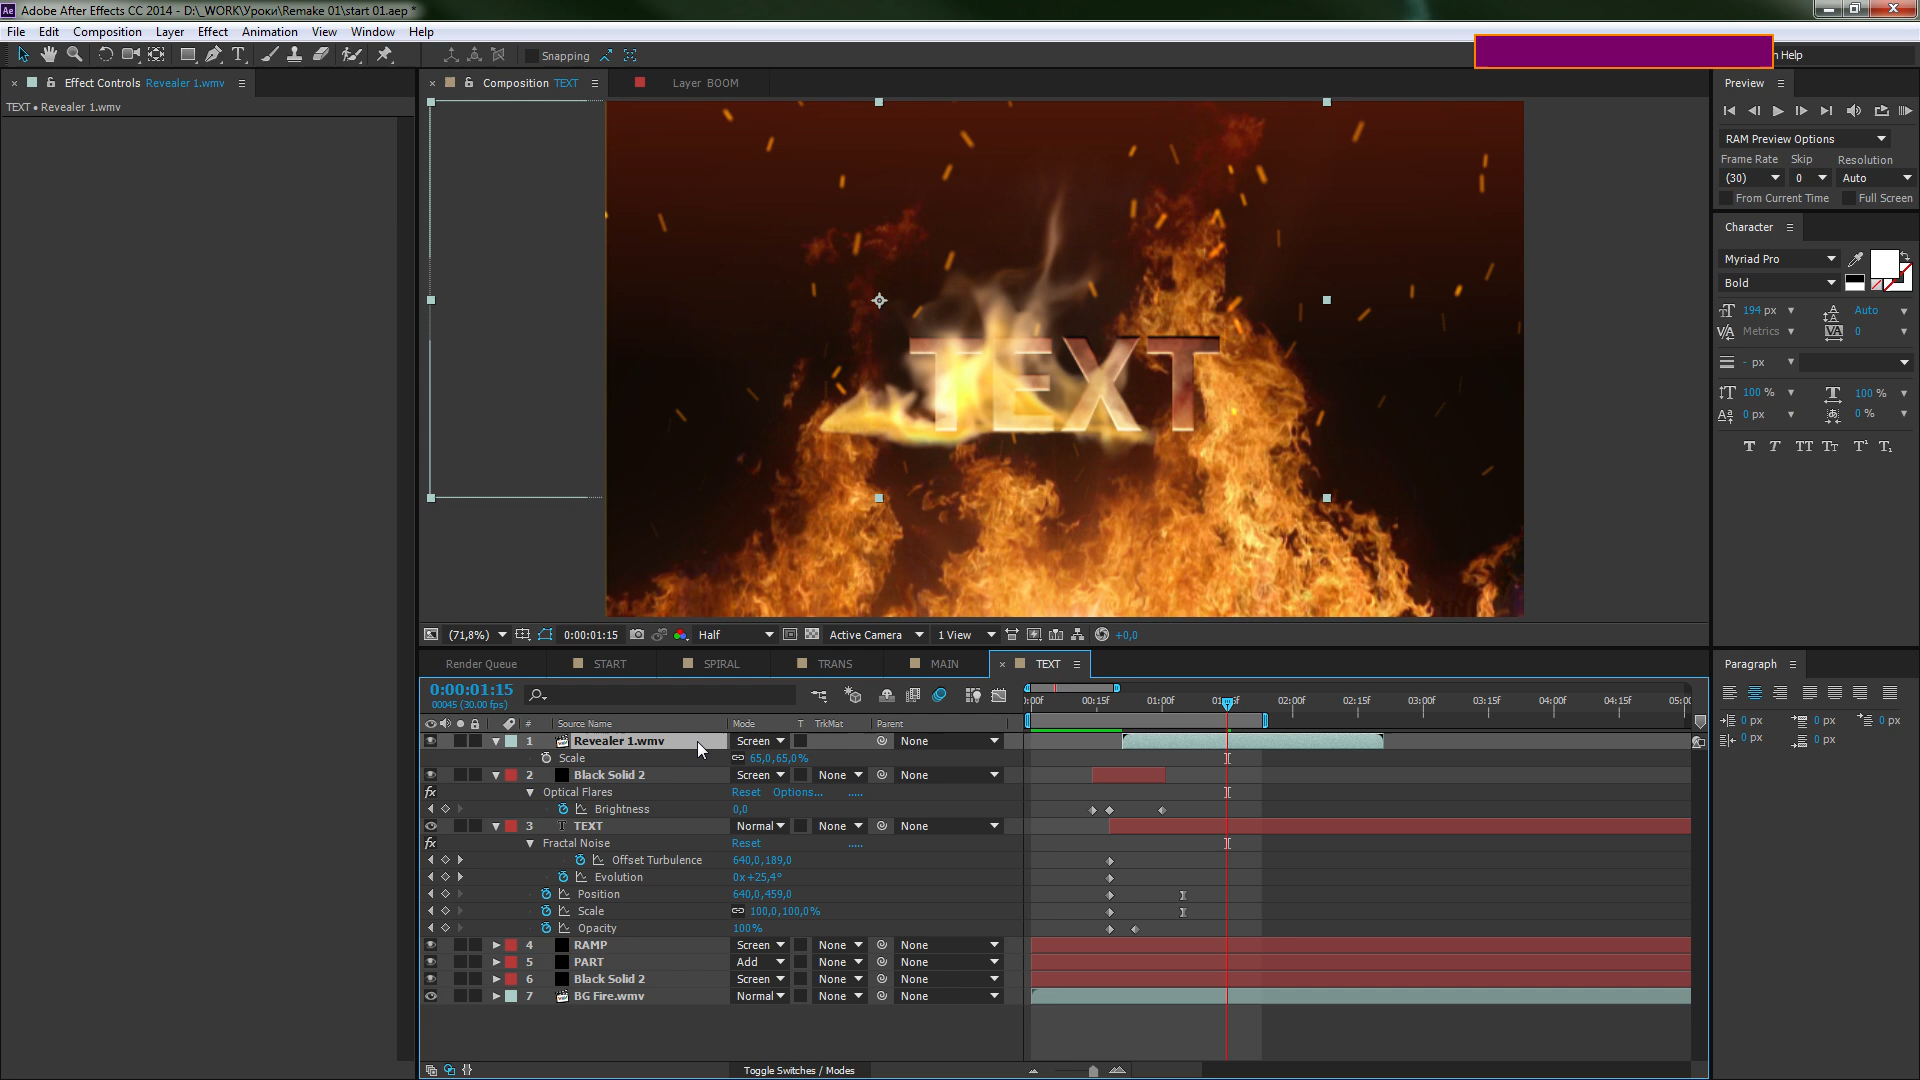 Adobe After Effects CC 2014 - D:\_WORK\Уроки\Remake 01\start 01.aep *
File Edit Composition Layer Effect Animation View Window Help
Snapping
Help
Effect Controls Revealer 1.wmv
TEXT • Revealer 1.wmv
Composition TEXT
Layer BOOM
TEXT
(71,8%) 0:00:01:15 Half Active Camera 1 View +0,0
Preview
RAM Preview Options
Frame Rate Skip Resolution
(30) 0 Auto
From Current Time Full Screen
Character
Myriad Pro
Bold
194 px Auto
Metrics 0
- px
100 % 100 %
0 px 0 %
Paragraph
0 px 0 px 0 px
0 px 0 px
Render Queue START SPIRAL TRANS MAIN TEXT
0:00:01:15
00045 (30.00 fps)
# Source Name Mode T TrkMat Parent
:00f 00:15f 01:00f 02:00f 02:15f 03:00f 03:15f 04:00f 04:15f 05:00
1 Revealer 1.wmv Screen None
Scale 65,0,65,0%
2 Black Solid 2 Screen None None
fx Optical Flares Reset Options...
Brightness 0,0
3 T TEXT Normal None None
fx Fractal Noise Reset
Offset Turbulence 640,0,189,0
Evolution 0x+25,4°
Position 640,0,459,0
Scale 100,0,100,0%
Opacity 100%
4 RAMP Screen None None
5 PART Add None None
6 Black Solid 2 Screen None None
7 BG Fire.wmv Normal None None
Toggle Switches / Modes